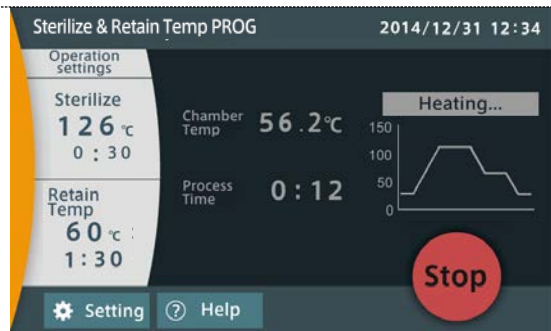 Sterilize & Retain Temp PROG
2014/12/31 12:34
Operation
settings
Sterilize
126℃
0:30
Retain
Temp
60℃:
1:30
Chamber
Temp
56.2℃
Process
Time
0:12
Heating...
150
100
50
0
Stop
Setting
? Help